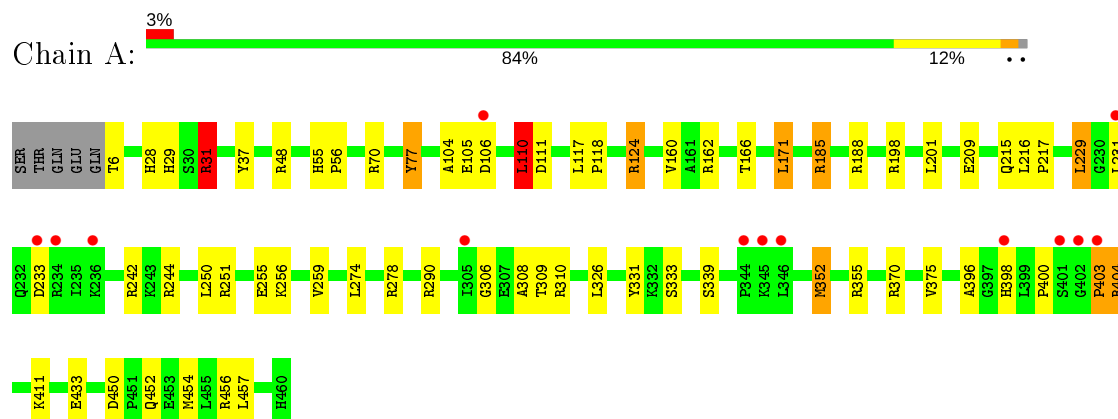 3%
Chain A:
84%
12%
SER THR GLN GLU GLN T6 H28 H29 S30 R31 Y37 R48 H55 P56 R70 Y77 A104 E105 D106 L110 D111 L117 P118 R124 V160 A161 R162 T166 L171 R185 R188 R198 L201 E209 Q215 L216 P217 L229 G230 L231
Q232 D233 R234 I235 K236 R242 K243 R244 L250 R251 E255 K256 V259 L274 R278 R290 I305 G306 E307 A308 T309 R310 L326 Y331 K332 S333 S339 P344 K345 L346 M352 R355 R370 V375 A396 G397 H398 L399 P400 S401 G402 P403 R404
K411 E433 D450 P451 Q452 E453 M454 L455 R456 L457 H460